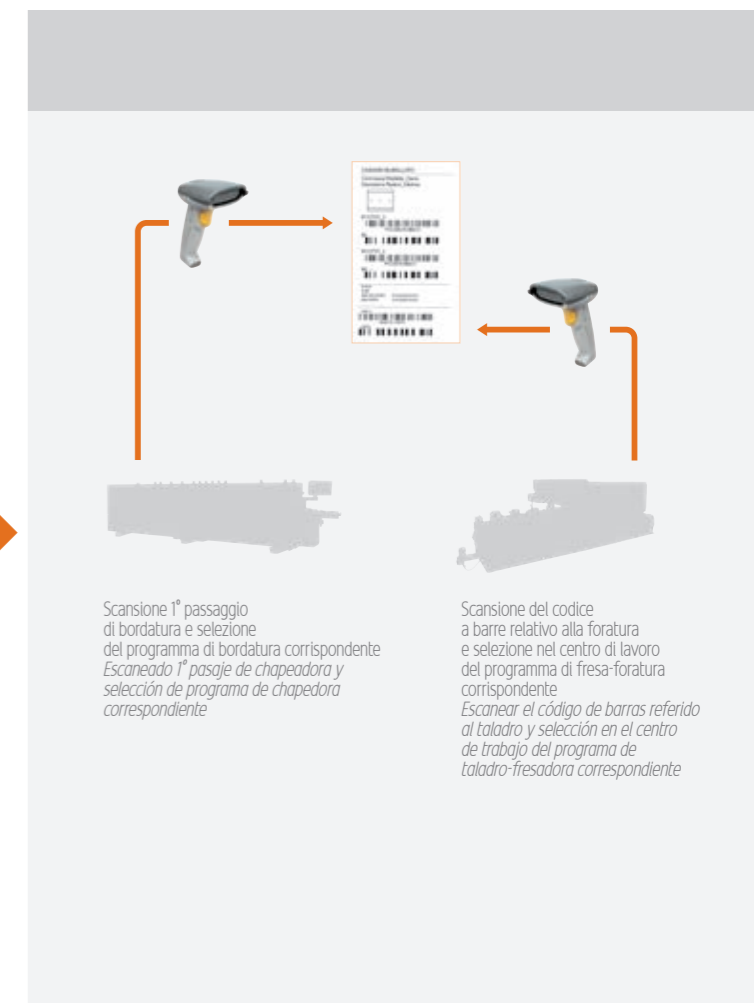 Scansione 1° passaggio
di bordatura e selezione
del programma di bordatura corrispondente
Escaneado 1° pasaje de chapeadora y
selección de programa de chapedora
correspondiente
Scansione del codice
a barre relativo alla foratura
e selezione nel centro di lavoro
del programma di fresa-foratura
corrispondente
Escanear el código de barras referido
al taladro y selección en el centro
de trabajo del programa de
taladro-fresadora correspondiente